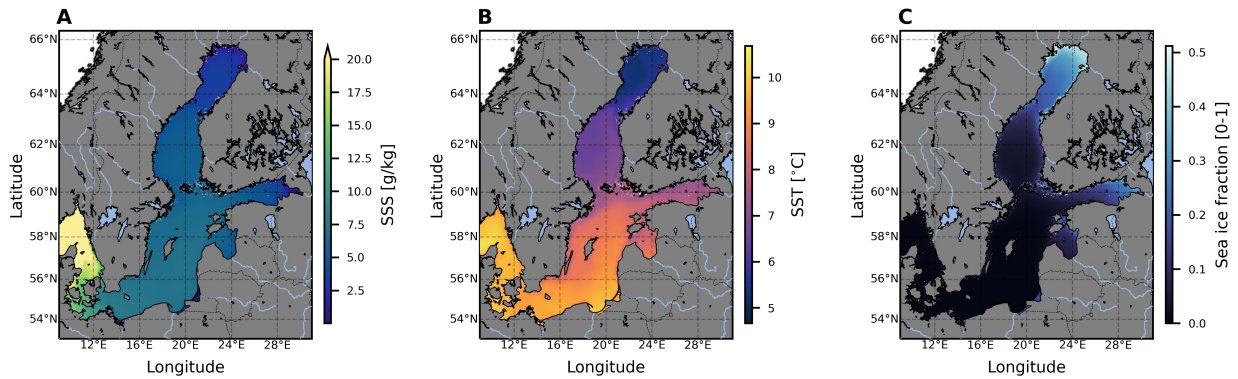 A
66°N
64°N
62°N
60°N
58°N
56°N
54°N
12°E
16°E
20°E
24°E
28°E
Longitude
Latitude
20.0
17.5
15.0
12.5
10.0
7.5
5.0
2.5
SSS [g/kg]
B
66°N
64°N
62°N
60°N
58°N
56°N
54°N
12°E
16°E
20°E
24°E
28°E
Longitude
Latitude
10
9
8
7
6
5
SST [°C]
C
66°N
64°N
62°N
60°N
58°N
56°N
54°N
12°E
16°E
20°E
24°E
28°E
Longitude
Latitude
0.5
0.4
0.3
0.2
0.1
0.0
Sea ice fraction [0-1]